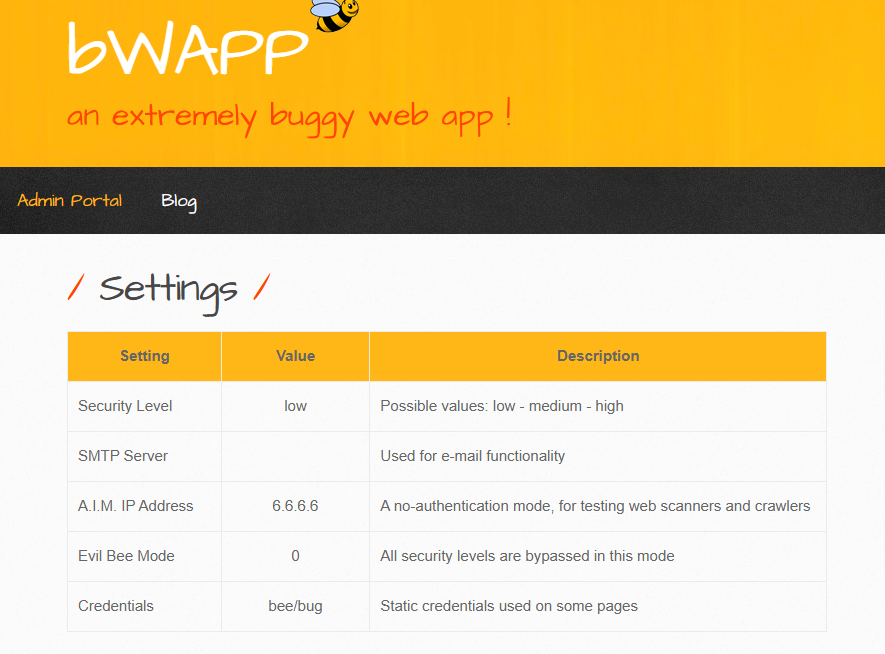 bWAPP
an extremely buggy web app !
Admin Portal Blog
/ Settings /
Setting Value Description
Security Level low Possible values: low - medium - high
SMTP Server Used for e-mail functionality
A.I.M. IP Address 6.6.6.6 A no-authentication mode, for testing web scanners and crawlers
Evil Bee Mode 0 All security levels are bypassed in this mode
Credentials bee/bug Static credentials used on some pages